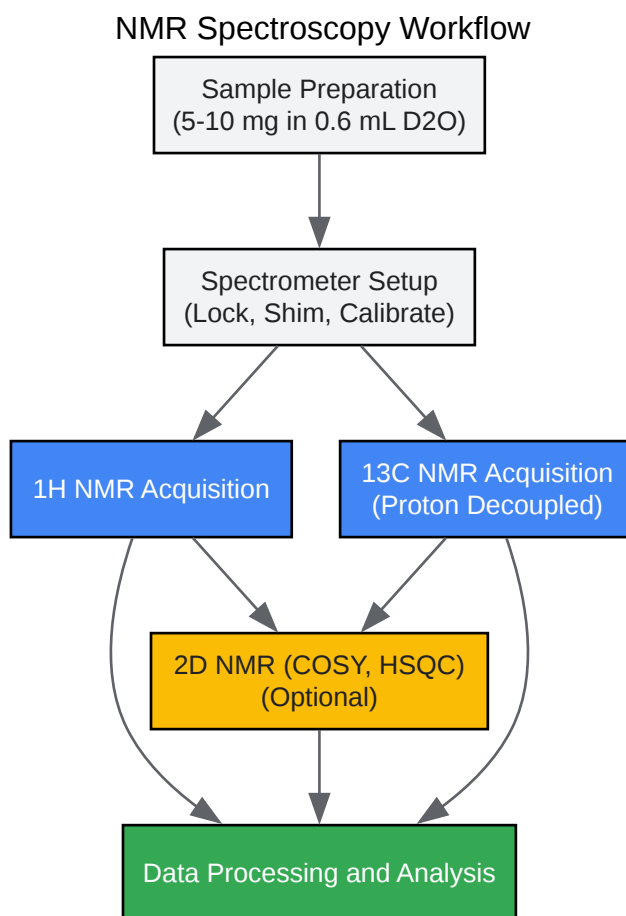 NMR Spectroscopy Workflow
Sample Preparation
(5-10 mg in 0.6 mL D2O)
Spectrometer Setup
(Lock, Shim, Calibrate)
1H NMR Acquisition
13C NMR Acquisition
(Proton Decoupled)
2D NMR (COSY, HSQC)
(Optional)
Data Processing and Analysis